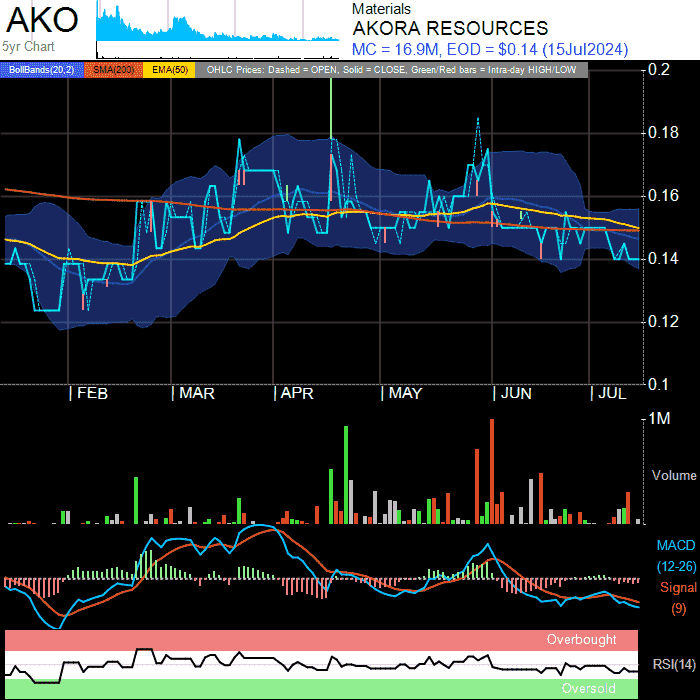 AKO
5yr Chart
Materials
AKORA RESOURCES
MC = 16.9M, EOD = $0.14 (15Jul2024)
BollBands(20,2) SMA(200) EMA(50) OHLC Prices: Dashed = OPEN, Solid = CLOSE, Green/Red bars = Intra-day HIGH/LOW
0.2
0.18
0.16
0.14
0.12
0.1
| FEB | MAR | APR | MAY | JUN | JUL
1M
Volume
MACD
(12-26)
Signal
(9)
Overbought
RSI(14)
Oversold